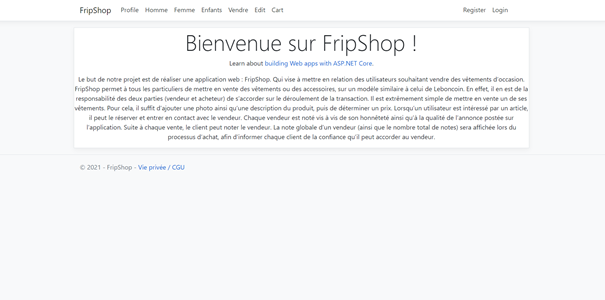 FripShop Profile Homme Femme Enfants Vendre Edit Cart Register Login
Bienvenue sur FripShop !
Learn about building Web apps with ASP.NET Core.
Le but de notre projet est de réaliser une application web : FripShop. Qui vise à mettre en relation des utilisateurs souhaitant vendre des vêtements d'occasion.
FripShop permet à tous les particuliers de mettre en vente des vêtements ou des accessoires, sur un modèle similaire à celui de Leboncoin. En effet, il en est de la
responsabilité des deux parties (vendeur et acheteur) de s'accorder sur le déroulement de la transaction. Il est extrêmement simple de mettre en vente un de ses
vêtements. Pour cela, il suffit d'ajouter une photo ainsi qu'une description du produit, puis de déterminer un prix. Lorsqu'un utilisateur est intéressé par un article,
il peut le réserver et entrer en contact avec le vendeur. Chaque vendeur est noté vis à vis de son honnêteté ainsi qu'à la qualité de l'annonce postée sur
l'application. Suite à chaque vente, le client peut noter le vendeur. La note globale d'un vendeur (ainsi que le nombre total de notes) sera affichée lors du
processus d'achat, afin d'informer chaque client de la confiance qu'il peut accorder au vendeur.
© 2021 - FripShop - Vie privée / CGU